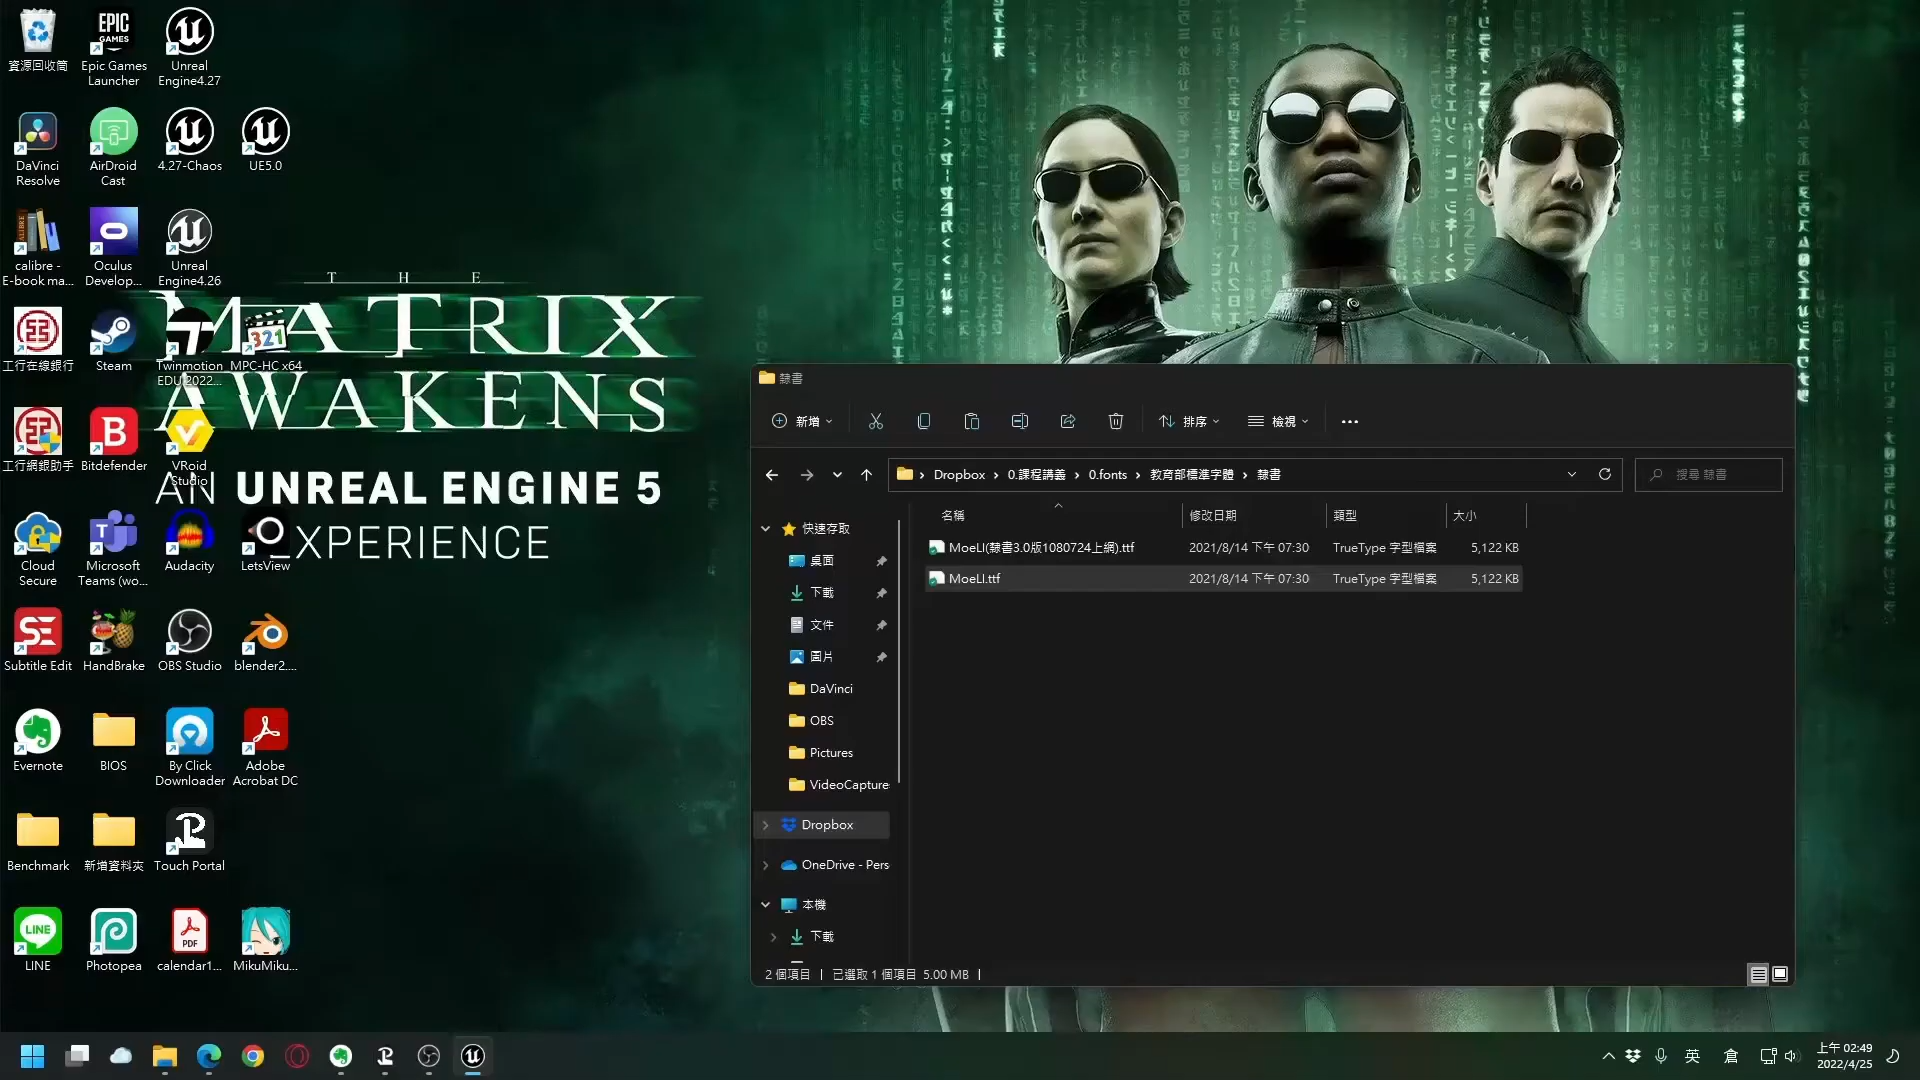 資源回收筒
EPIC
GAMES
Epic Games
Launcher
Unreal
Engine4.27
DaVinci
Resolve
AirDroid
Cast
4.27-Chaos
UE5.0
CALIBRE
calibre -
E-book ma...
Oculus
Develop...
Unreal
Engine4.26
工行在線銀行
Steam
Twinmotion
EDU 2022...
321
MPC-HC x64
工行網銀助手
Bitdefender
VRoid
Studio
Cloud
Secure
Microsoft
Teams (wo...
Audacity
LetsView
SE
Subtitle Edit
HandBrake
OBS Studio
blender2....
Evernote
BIOS
By Click
Downloader
Adobe
Acrobat DC
Benchmark
新增資料夾
Touch Portal
LINE
LINE
Photopea
PDF
calendar1...
MikuMiku...
THE
MATRIX
AWAKENS
AN UNREAL ENGINE 5
EXPERIENCE
隸書
新增
排序
檢視
Dropbox › 0.課程講義 › 0.fonts › 教育部標準字體 › 隸書
搜尋 隸書
名稱 修改日期 類型 大小
MoeLI(隸書3.0版1080724上網).ttf 2021/8/14 下午 07:30 TrueType 字型檔案 5,122 KB
MoeLI.ttf 2021/8/14 下午 07:30 TrueType 字型檔案 5,122 KB
快速存取
桌面
下載
文件
圖片
DaVinci
OBS
Pictures
VideoCapture
Dropbox
OneDrive - Pers
本機
下載
2 個項目 已選取 1 個項目 5.00 MB
英
倉
上午 02:49
2022/4/25